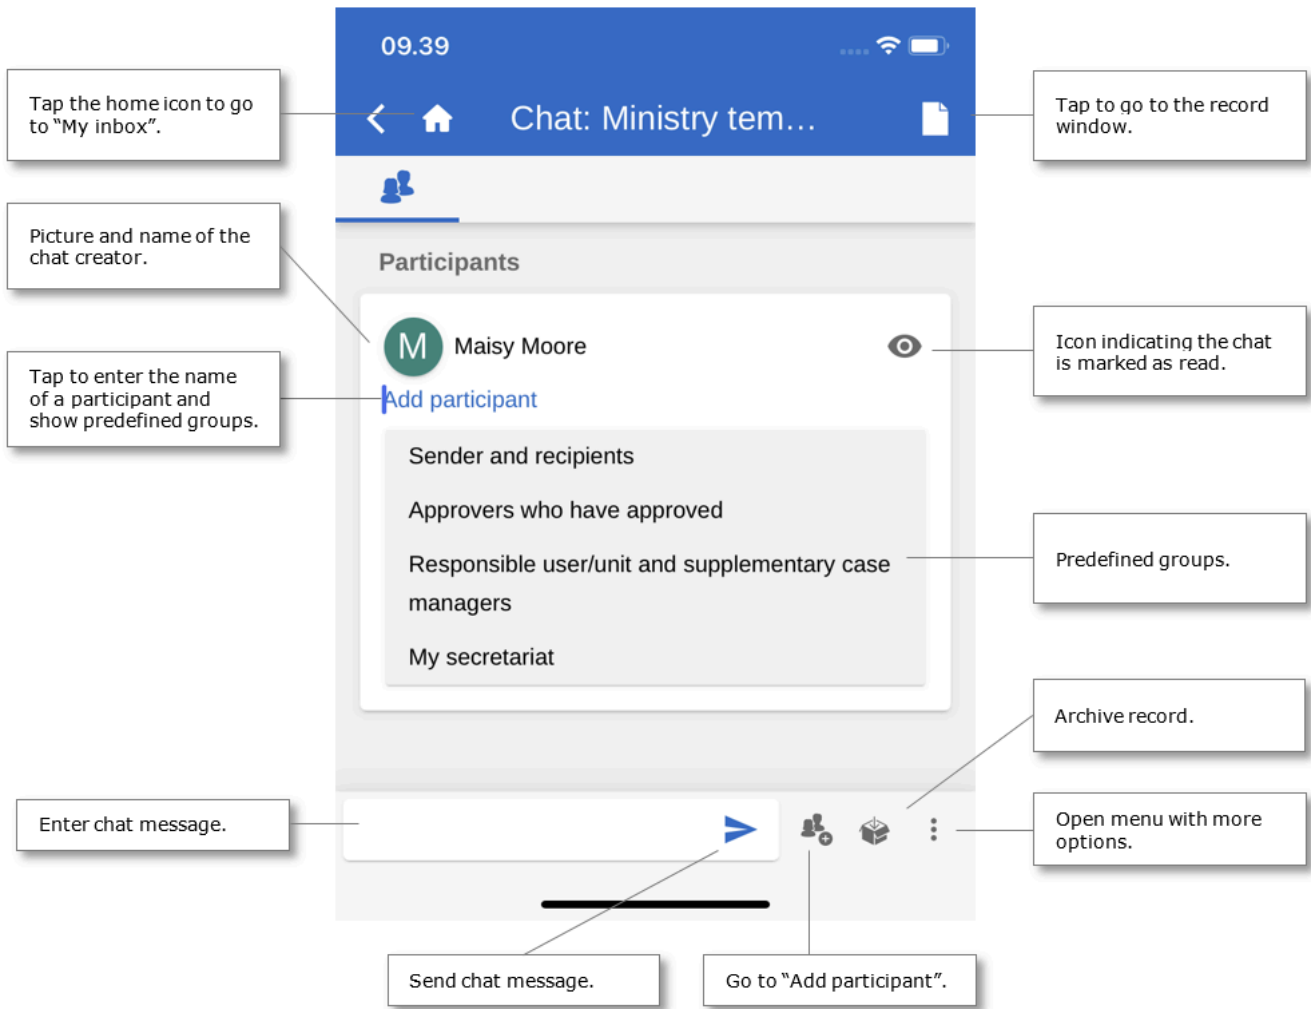 09.39
Tap the home icon to go
to “My inbox”.
Chat: Ministry tem...
Tap to go to the record
window.
Picture and name of the
chat creator.
Participants
M Maisy Moore
Icon indicating the chat
is marked as read.
Tap to enter the name
of a participant and
show predefined groups.
Add participant
Sender and recipients
Approvers who have approved
Responsible user/unit and supplementary case
managers
My secretariat
Predefined groups.
Archive record.
Enter chat message.
Open menu with more
options.
Send chat message.
Go to “Add participant”.